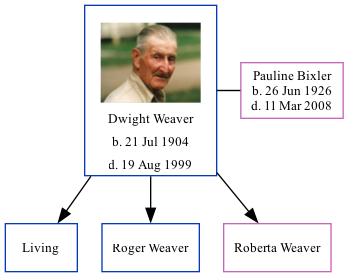 Dwight Weaver
b. 21 Jul 1904
d. 19 Aug 1999
Pauline Bixler
b. 26 Jun 1926
d. 11 Mar 2008
Living
Roger Weaver
Roberta Weaver